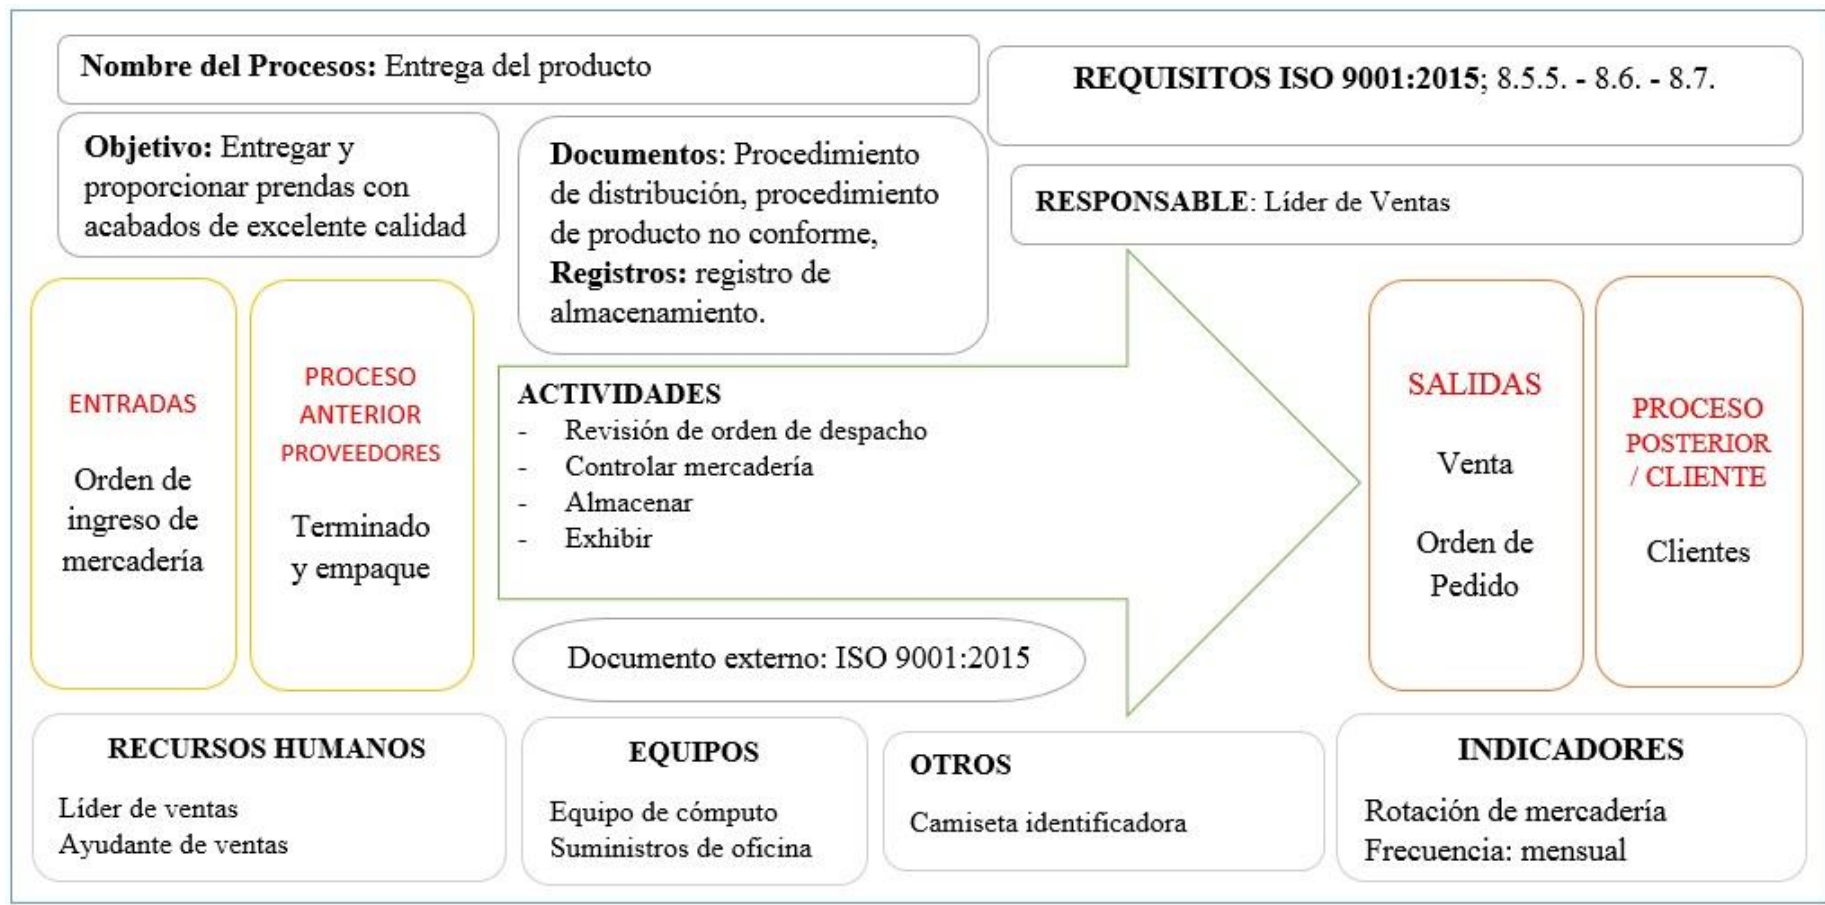 Nombre del Procesos: Entrega del producto
REQUISITOS ISO 9001:2015; 8.5.5. - 8.6. - 8.7.
Objetivo: Entregar y
proporcionar prendas con
acabados de excelente calidad
Documentos: Procedimiento
de distribución, procedimiento
de producto no conforme,
Registros: registro de
almacenamiento.
RESPONSABLE: Líder de Ventas
ENTRADAS
Orden de
ingreso de
mercadería
PROCESO
ANTERIOR
PROVEEDORES
Terminado
y empaque
ACTIVIDADES
- Revisión de orden de despacho
- Controlar mercadería
- Almacenar
- Exhibir
SALIDAS
Venta
Orden de
Pedido
PROCESO
POSTERIOR
/ CLIENTE
Clientes
Documento externo: ISO 9001:2015
RECURSOS HUMANOS
Líder de ventas
Ayudante de ventas
EQUIPOS
Equipo de cómputo
Suministros de oficina
OTROS
Camiseta identificadora
INDICADORES
Rotación de mercadería
Frecuencia: mensual